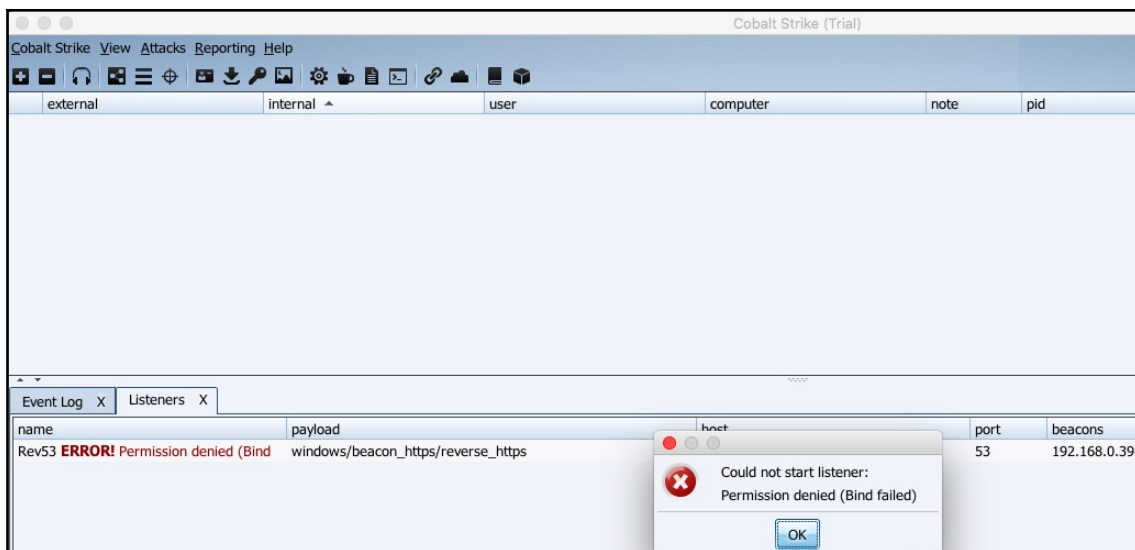 Cobalt Strike (Trial)
Cobalt Strike View Attacks Reporting Help
external internal user computer note pid
Event Log X Listeners X
name payload host port beacons
Rev53 ERROR! Permission denied (Bind windows/beacon_https/reverse_https 53 192.168.0.39
Could not start listener:
Permission denied (Bind failed)
OK